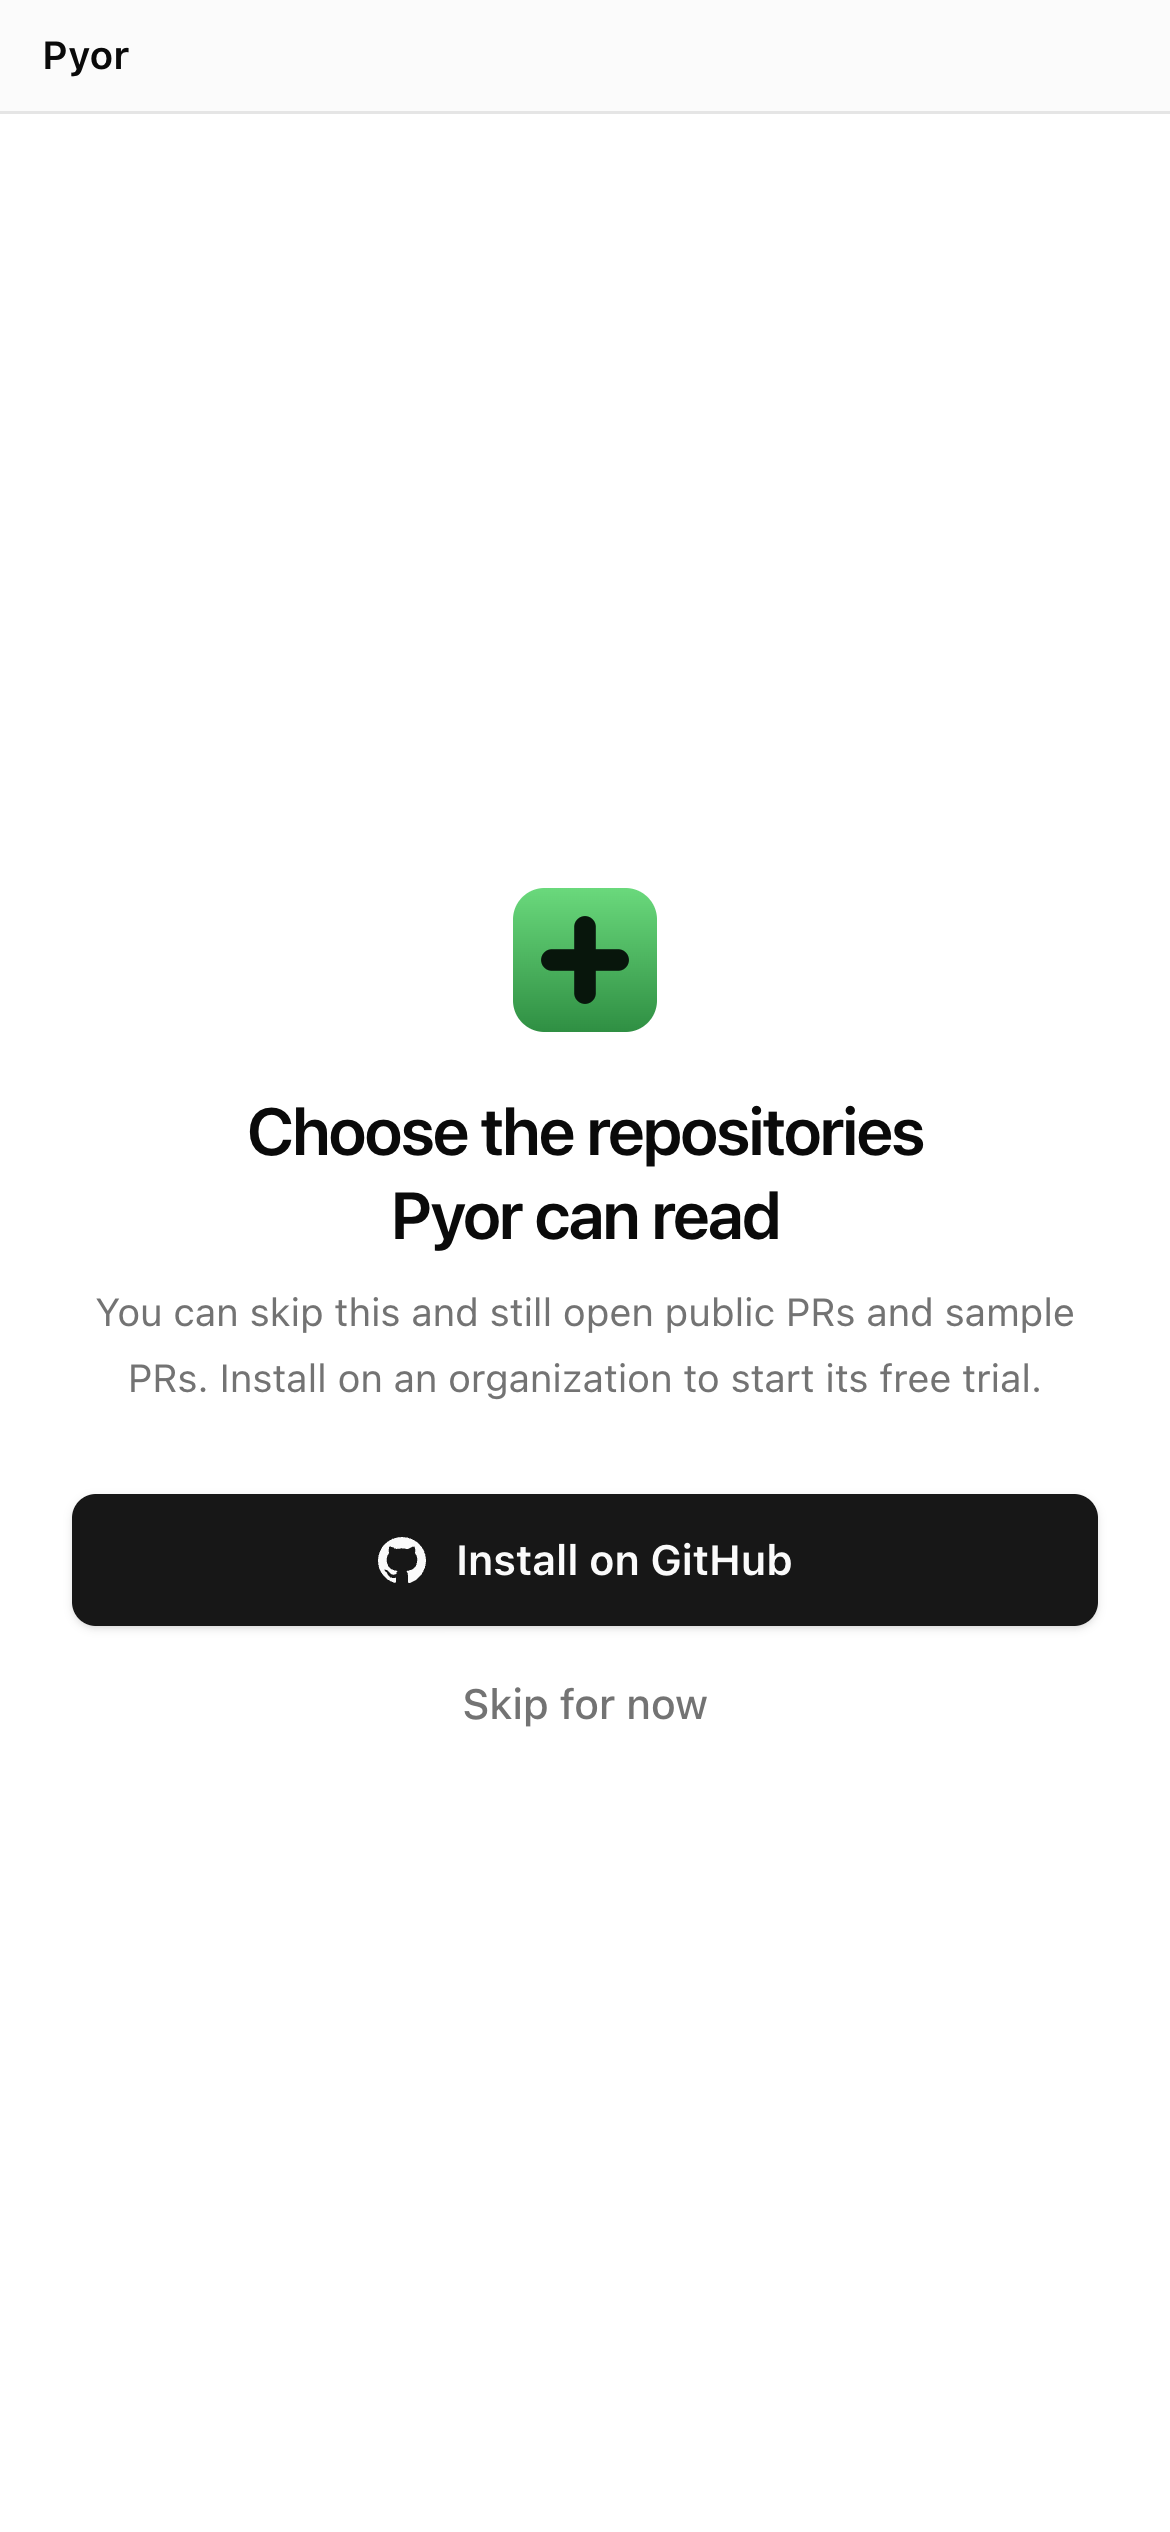 Pyor
Choose the repositories
Pyor can read
You can skip this and still open public PRs and sample
PRs. Install on an organization to start its free trial.
Install on GitHub
Skip for now